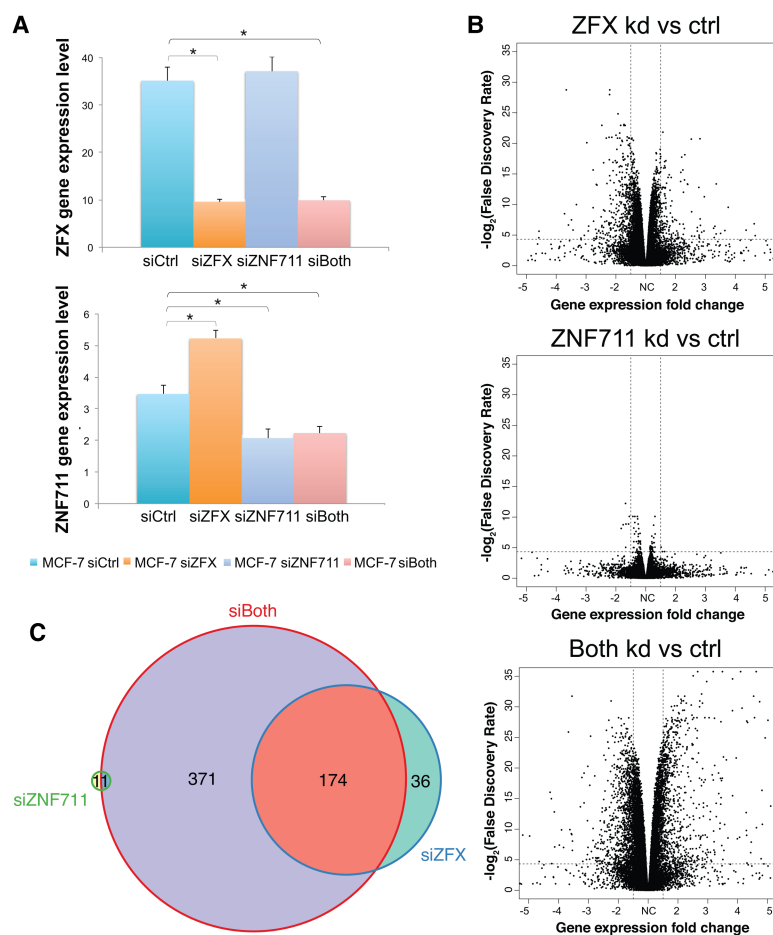 A
ZFX gene expression level
40
30
20
10
0
*
*
siCtrl siZFX siZNF711 siBoth
ZNF711 gene expression level
6
5
4
3
2
1
0
*
*
*
siCtrl siZFX siZNF711 siBoth
MCF-7 siCtrl MCF-7 siZFX MCF-7 siZNF711 MCF-7 siBoth
B
ZFX kd vs ctrl
-log2(False Discovery Rate)
35
30
25
20
15
10
5
0
-5 -4 -3 -2 NC 2 3 4 5
Gene expression fold change
ZNF711 kd vs ctrl
-log2(False Discovery Rate)
35
30
25
20
15
10
5
0
-5 -4 -3 -2 NC 2 3 4 5
Gene expression fold change
Both kd vs ctrl
-log2(False Discovery Rate)
35
30
25
20
15
10
5
0
-5 -4 -3 -2 NC 2 3 4 5
Gene expression fold change
C
siBoth
11
371
174
36
siZNF711
siZFX